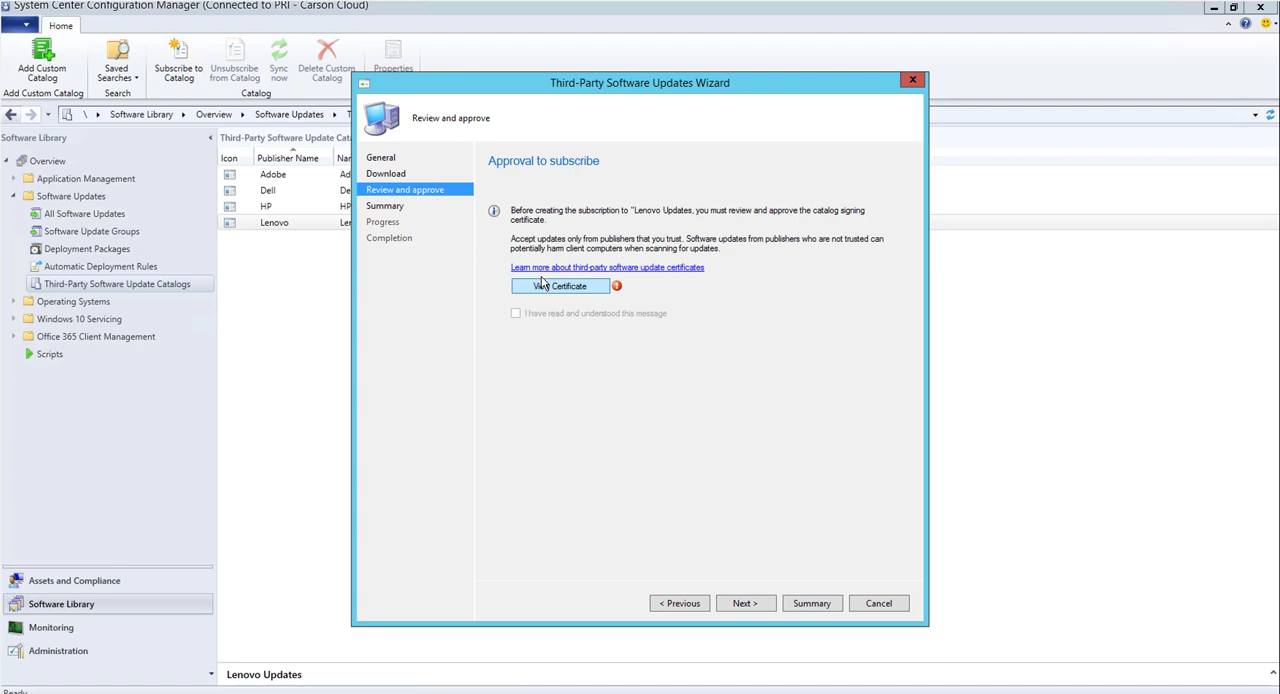 System Center Configuration Manager (Connected to PRI - Carson Cloud)
Home
Add Custom Catalog
Saved Searches
Subscribe to Catalog
Unsubscribe from Catalog
Sync now
Delete Custom Catalog
Properties
Add Custom Catalog
Search
Catalog
\ Software Library Overview Software Updates T
Software Library
Overview
Application Management
Software Updates
All Software Updates
Software Update Groups
Deployment Packages
Automatic Deployment Rules
Third-Party Software Update Catalogs
Operating Systems
Windows 10 Servicing
Office 365 Client Management
Scripts
Assets and Compliance
Software Library
Monitoring
Administration
Third-Party Software Update Cata
Icon Publisher Name Nam
Adobe Ad
Dell De
HP HP
Lenovo Ler
Third-Party Software Updates Wizard
Review and approve
General
Download
Review and approve
Summary
Progress
Completion
Approval to subscribe
Before creating the subscription to "Lenovo Updates, you must review and approve the catalog signing
certificate.
Accept updates only from publishers that you trust. Software updates from publishers who are not trusted can
potentially harm client computers when scanning for updates.
Learn more about third-party software update certificates
View Certificate
I have read and understood this message
< Previous Next > Summary Cancel
Lenovo Updates
Ready